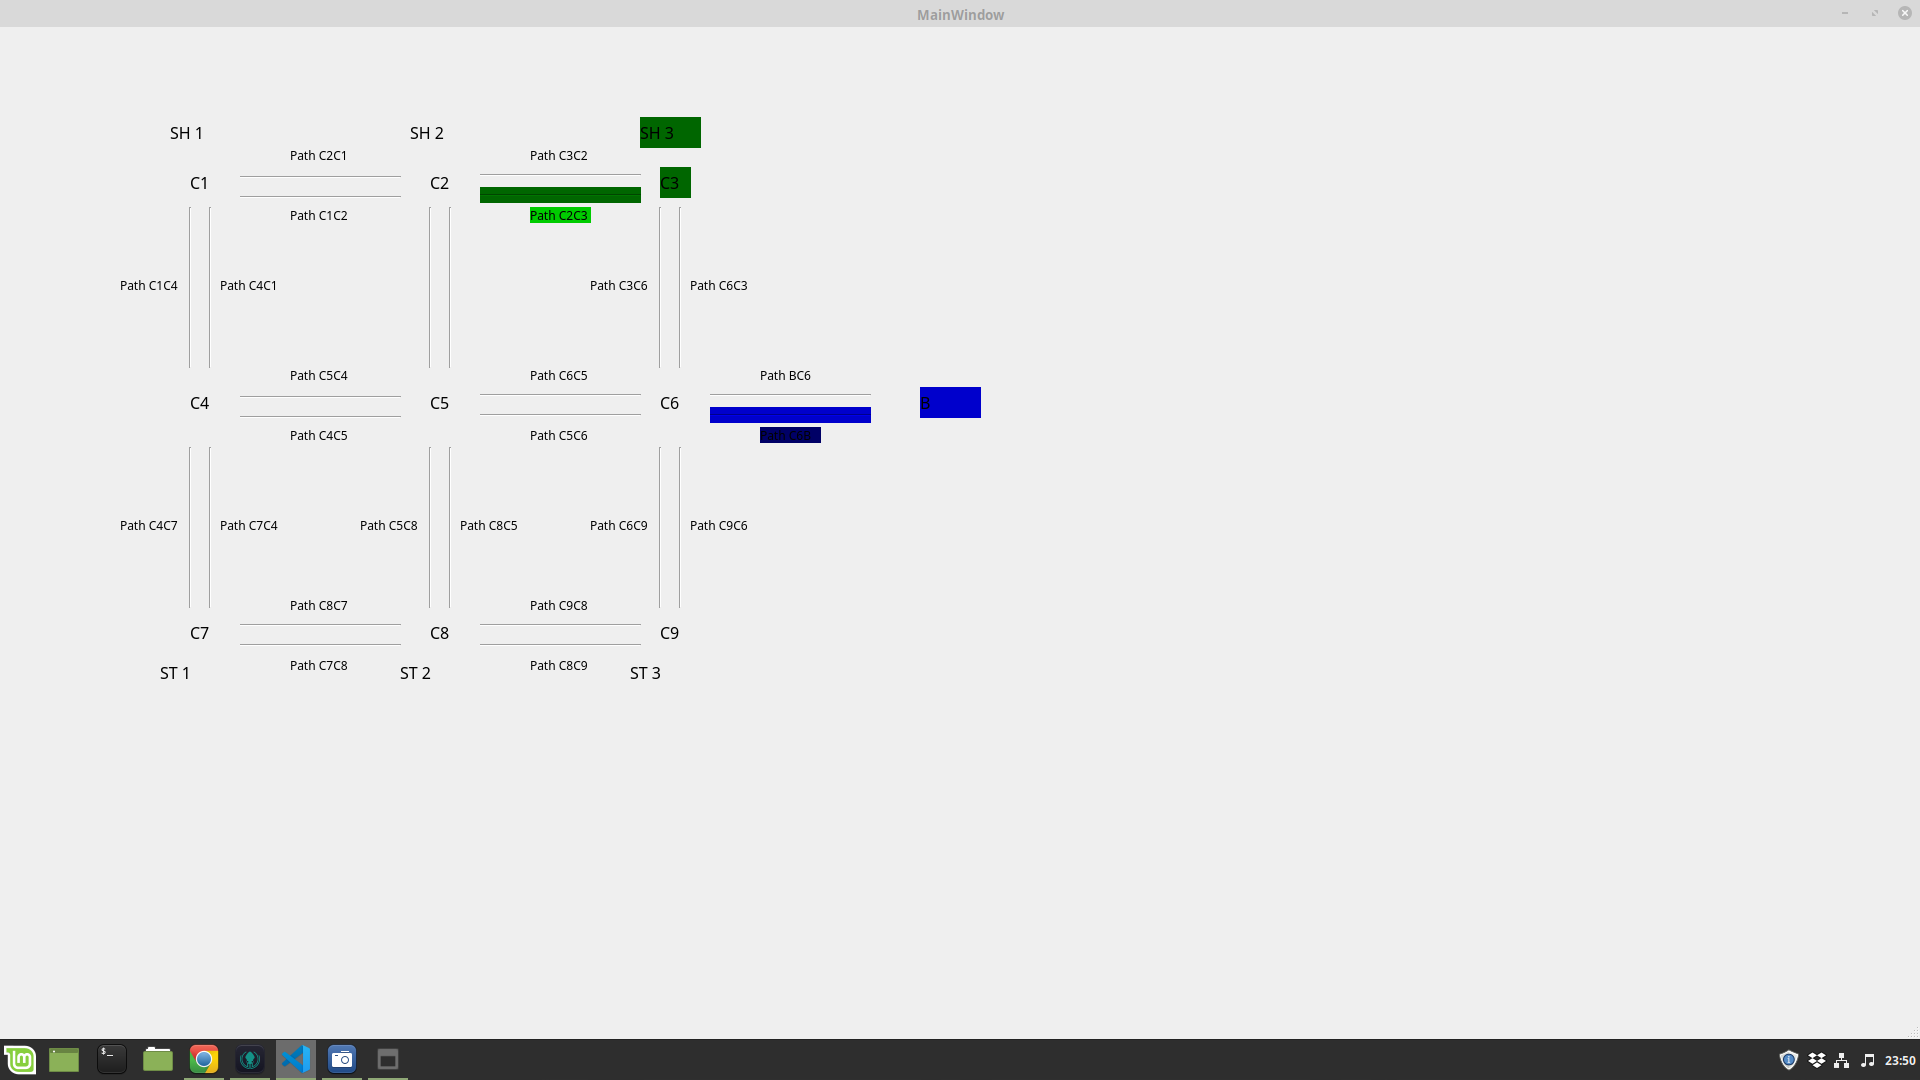 MainWindow
SH 1
SH 2
SH 3
Path C2C1
Path C3C2
C1
C2
C3
Path C1C2
Path C2C3
Path C1C4
Path C4C1
Path C3C6
Path C6C3
Path C5C4
Path C6C5
Path BC6
C4
C5
C6
B
Path C4C5
Path C5C6
Path C4C7
Path C7C4
Path C5C8
Path C8C5
Path C6C9
Path C9C6
Path C8C7
Path C9C8
C7
C8
C9
Path C7C8
Path C8C9
ST 1
ST 2
ST 3
23:50